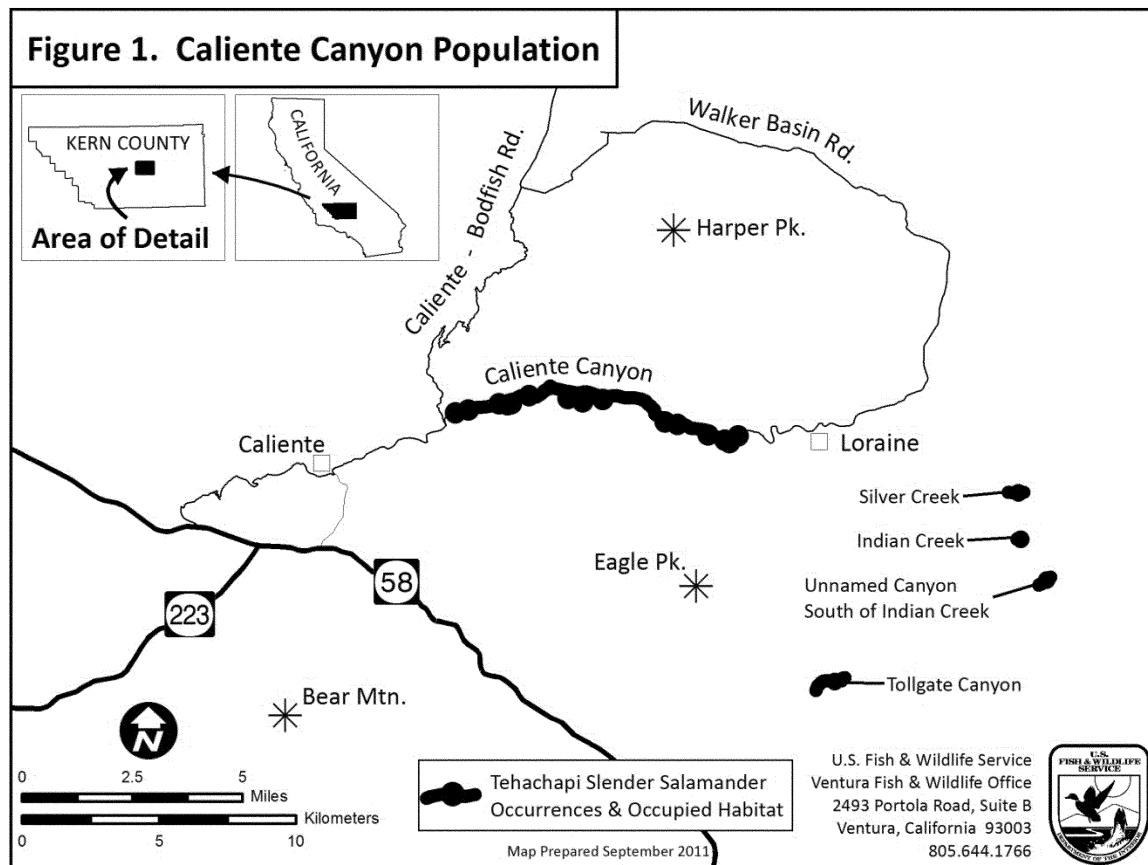 Figure 1. Caliente Canyon Population
KERN COUNTY
Area of Detail
CALIFORNIA
Caliente - Bodfish Rd.
Walker Basin Rd.
Harper Pk.
Caliente Canyon
Caliente
Loraine
Silver Creek
Indian Creek
Eagle Pk.
Unnamed Canyon
South of Indian Creek
58
223
Tollgate Canyon
Bear Mtn.
N
0 2.5 5
Miles
Kilometers
0 5 10
Tehachapi Slender Salamander
Occurrences & Occupied Habitat
Map Prepared September 2011
U.S. Fish & Wildlife Service
Ventura Fish & Wildlife Office
2493 Portola Road, Suite B
Ventura, California 93003
805.644.1766
U.S.
FISH & WILDLIFE
SERVICE
DEPARTMENT OF THE INTERIOR